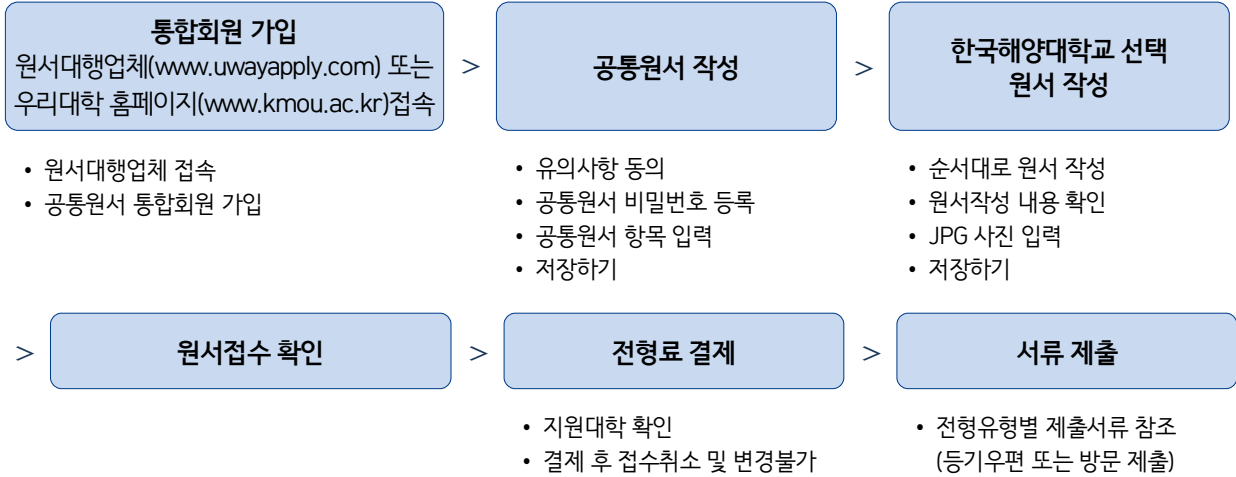 통합회원 가입
원서대행업체(www.uwayapply.com) 또는
우리대학 홈페이지(www.kmou.ac.kr)접속
>
공통원서 작성
>
한국해양대학교 선택
원서 작성
• 원서대행업체 접속
• 공통원서 통합회원 가입
• 유의사항 동의
• 공통원서 비밀번호 등록
• 공통원서 항목 입력
• 저장하기
• 순서대로 원서 작성
• 원서작성 내용 확인
• JPG 사진 입력
• 저장하기
>
원서접수 확인
>
전형료 결제
>
서류 제출
• 지원대학 확인
• 결제 후 접수취소 및 변경불가
• 전형유형별 제출서류 참조
(등기우편 또는 방문 제출)